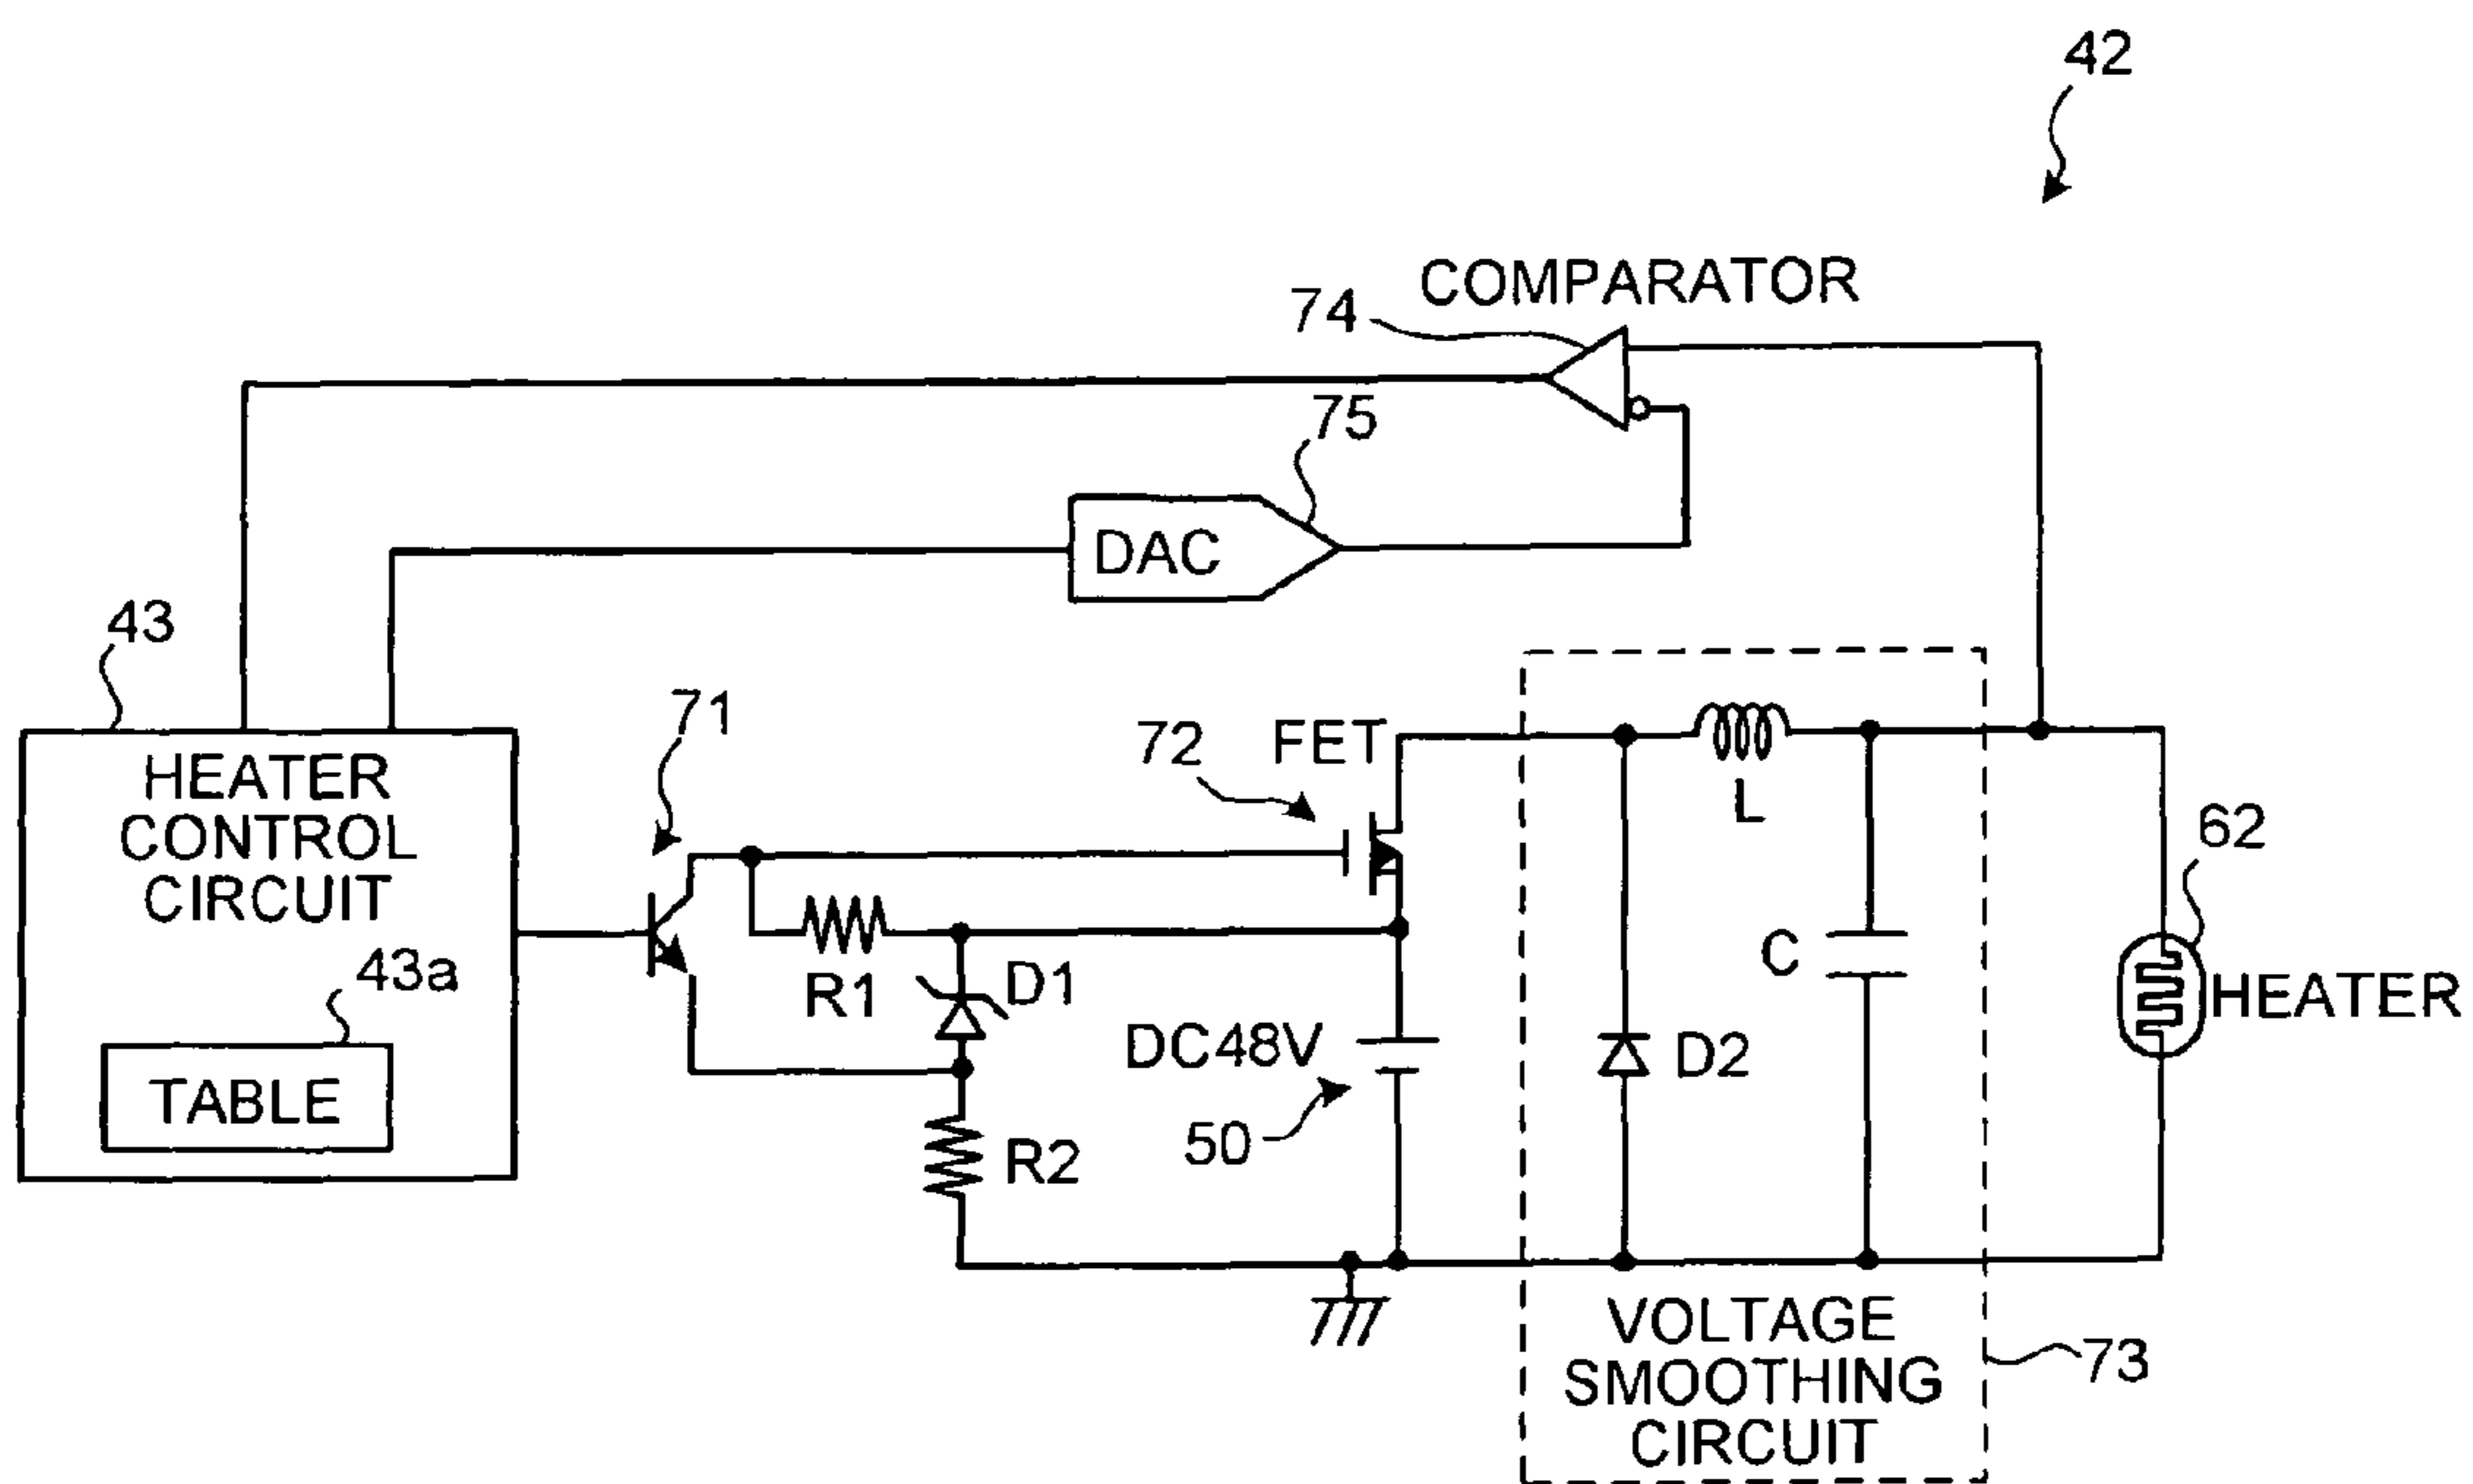 42
COMPARATOR
74
75
DAC
43
HEATER
CONTROL
CIRCUIT
43a
TABLE
71
72
FET
R1
D1
R2
DC48V
50
L
C
D2
62
HEATER
VOLTAGE
SMOOTHING
CIRCUIT
73